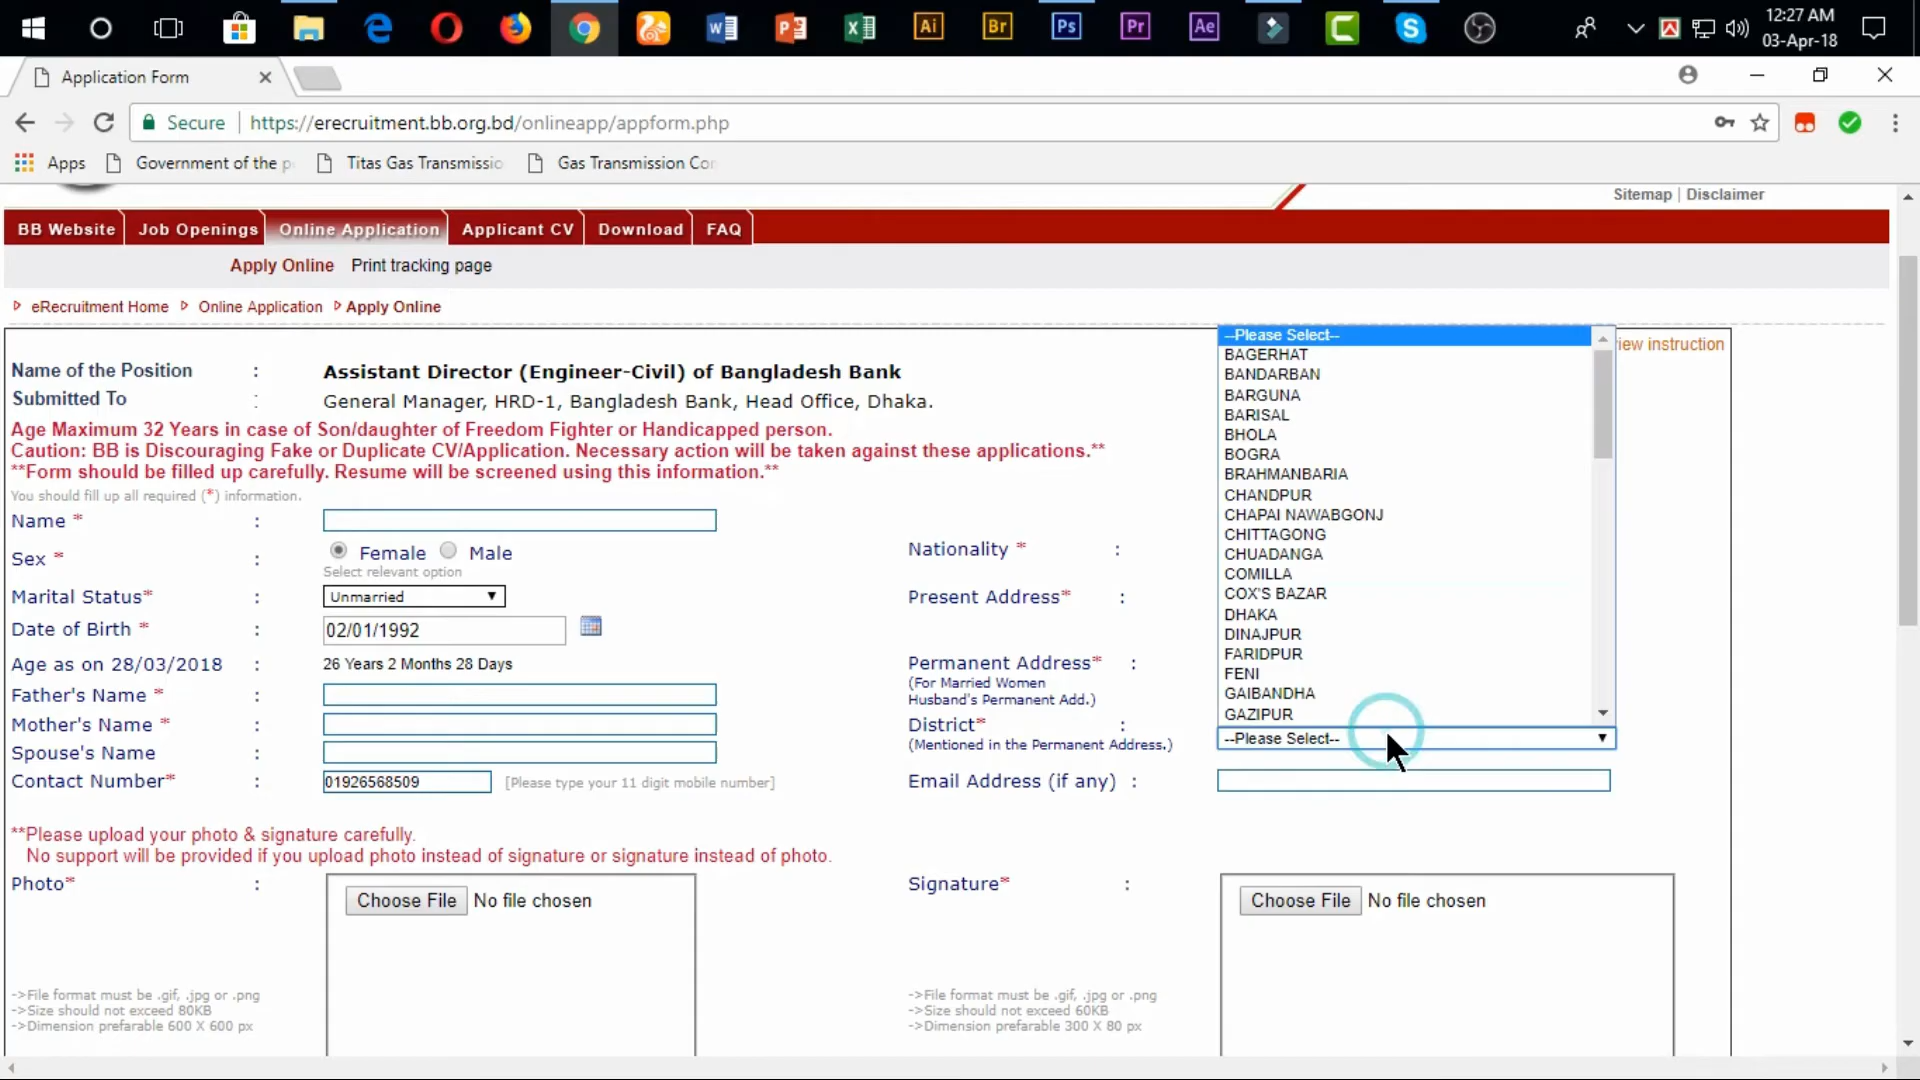 Ai
Br
Ps
Pr
Ae
12:27 AM
03-Apr-18
Application Form
Secure
https://erecruitment.bb.org.bd/onlineapp/appform.php
Apps
Government of the p
Titas Gas Transmissio
Gas Transmission Co
Sitemap | Disclaimer
BB Website
Job Openings
Online Application
Applicant CV
Download
FAQ
Apply Online
Print tracking page
eRecruitment Home
Online Application
Apply Online
iew instruction
Name of the Position :
Assistant Director (Engineer-Civil) of Bangladesh Bank
Submitted To :
General Manager, HRD-1, Bangladesh Bank, Head Office, Dhaka.
Age Maximum 32 Years in case of Son/daughter of Freedom Fighter or Handicapped person.
Caution: BB is Discouraging Fake or Duplicate CV/Application. Necessary action will be taken against these applications.**
**Form should be filled up carefully. Resume will be screened using this information.**
You should fill up all required (*) information.
Name * :
Sex * :
Female
Male
Select relevant option
Marital Status* :
Unmarried
Date of Birth * :
02/01/1992
Age as on 28/03/2018 :
26 Years 2 Months 28 Days
Father's Name * :
Mother's Name * :
Spouse's Name :
Contact Number* :
01926568509
[Please type your 11 digit mobile number]
Nationality * :
Present Address* :
Permanent Address* :
(For Married Women
Husband's Permanent Add.)
District* :
(Mentioned in the Permanent Address.)
Email Address (if any) :
--Please Select--
BAGERHAT
BANDARBAN
BARGUNA
BARISAL
BHOLA
BOGRA
BRAHMANBARIA
CHANDPUR
CHAPAI NAWABGONJ
CHITTAGONG
CHUADANGA
COMILLA
COX'S BAZAR
DHAKA
DINAJPUR
FARIDPUR
FENI
GAIBANDHA
GAZIPUR
--Please Select--
**Please upload your photo & signature carefully.
No support will be provided if you upload photo instead of signature or signature instead of photo.
Photo* :
Choose File No file chosen
->File format must be .gif, .jpg or .png
->Size should not exceed 80KB
->Dimension prefarable 600 X 600 px
Signature* :
Choose File No file chosen
->File format must be .gif, .jpg or .png
->Size should not exceed 60KB
->Dimension prefarable 300 X 80 px